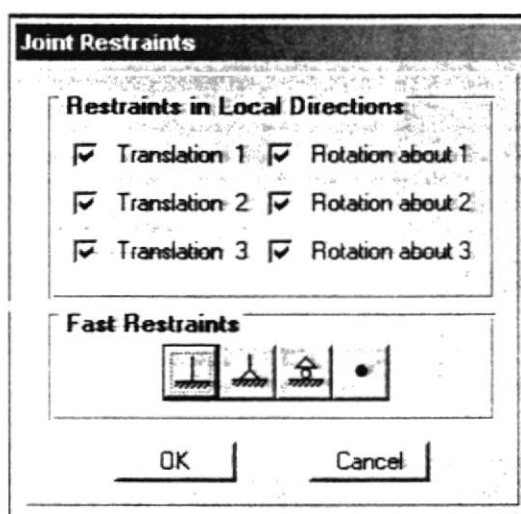 Joint Restraints
Restraints in Local Directions
Translation 1 Rotation about 1
Translation 2 Rotation about 2
Translation 3 Rotation about 3
Fast Restraints
OK Cancel